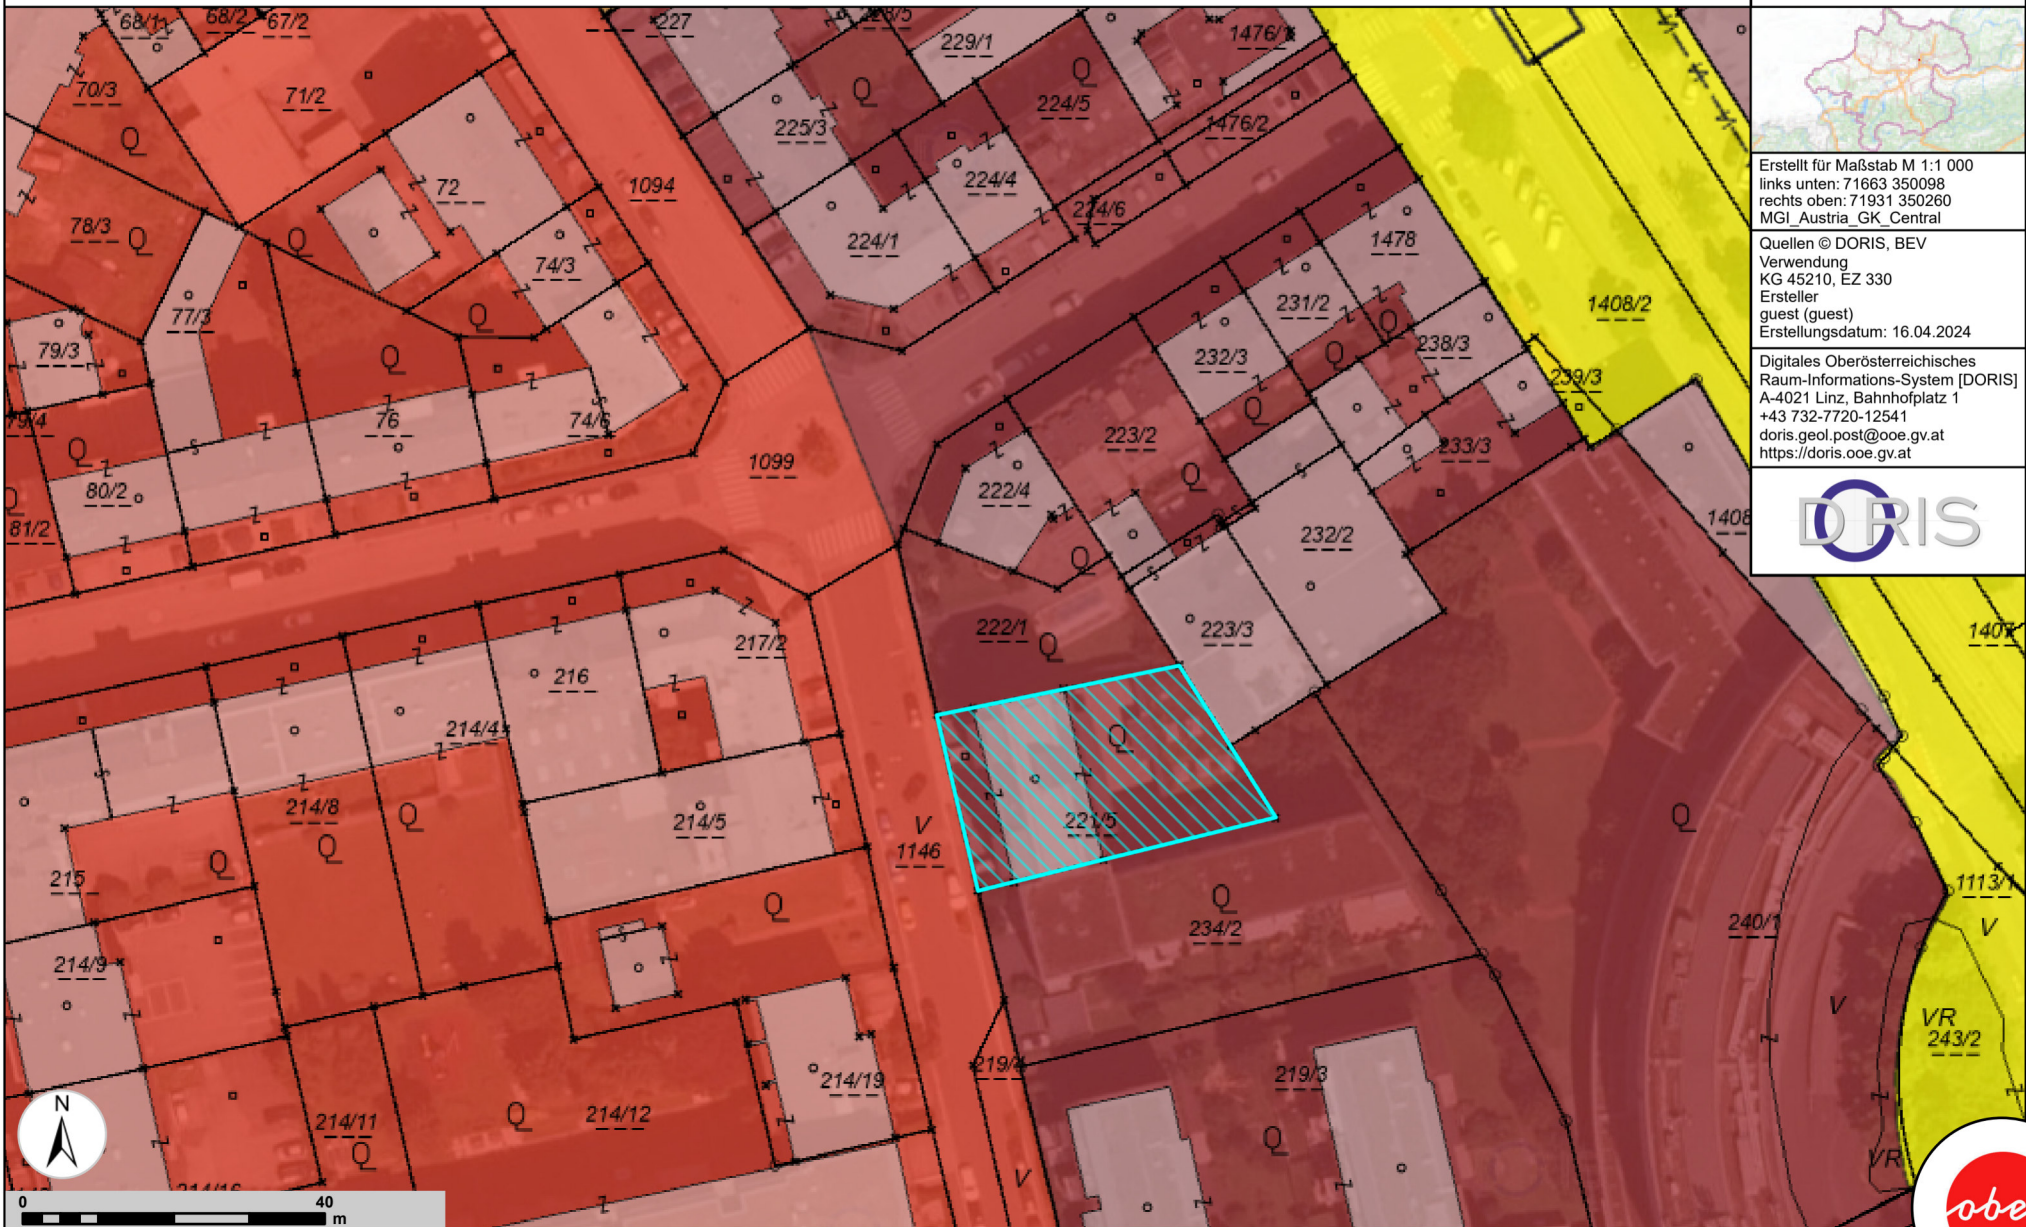 68/1
68/2
67/2
227
229/1
1476/1
70/3
71/2
Q
Q
Q
225/3
224/5
1476/2
72
1094
224/4
78/3
Q
Q
224/1
224/6
1478
74/3
77/3
Q
231/2
1408/2
79/3
Q
232/3
Q
Q
238/3
239/3
79/4
76
74/6
Q
223/2
233/3
Q
80/2
1099
Q
222/4
Q
81/2
232/2
1408
Q
222/1
Q
223/3
1407
217/2
216
214/4
Q
214/8
Q
Q
221/5
214/5
V
1146
Q
215
Q
Q
Q
234/2
240/1
1113/1
V
214/9
V
VR
243/2
219/4
219/3
214/19
Q
214/11
Q
214/12
Q
V
VR
214/16
N
0
40
m
Erstellt für Maßstab M 1:1 000
links unten: 71663 350098
rechts oben: 71931 350260
MGI_Austria_GK_Central
Quellen © DORIS, BEV
Verwendung
KG 45210, EZ 330
Ersteller
guest (guest)
Erstellungsdatum: 16.04.2024
Digitales Oberösterreichisches
Raum-Informations-System [DORIS]
A-4021 Linz, Bahnhofplatz 1
+43 732-7720-12541
doris.geol.post@ooe.gv.at
https://doris.ooe.gv.at
DORIS
obe